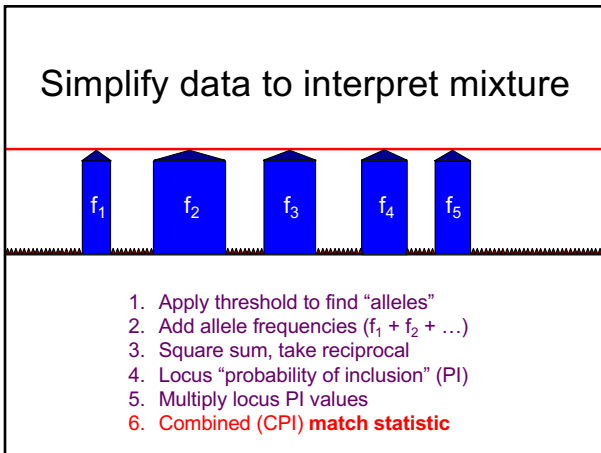 Simplify data to interpret mixture
f₁ f₂ f₃ f₄ f₅
1. Apply threshold to find “alleles”
2. Add allele frequencies (f₁ + f₂ + …)
3. Square sum, take reciprocal
4. Locus “probability of inclusion” (PI)
5. Multiply locus PI values
6. Combined (CPI) match statistic